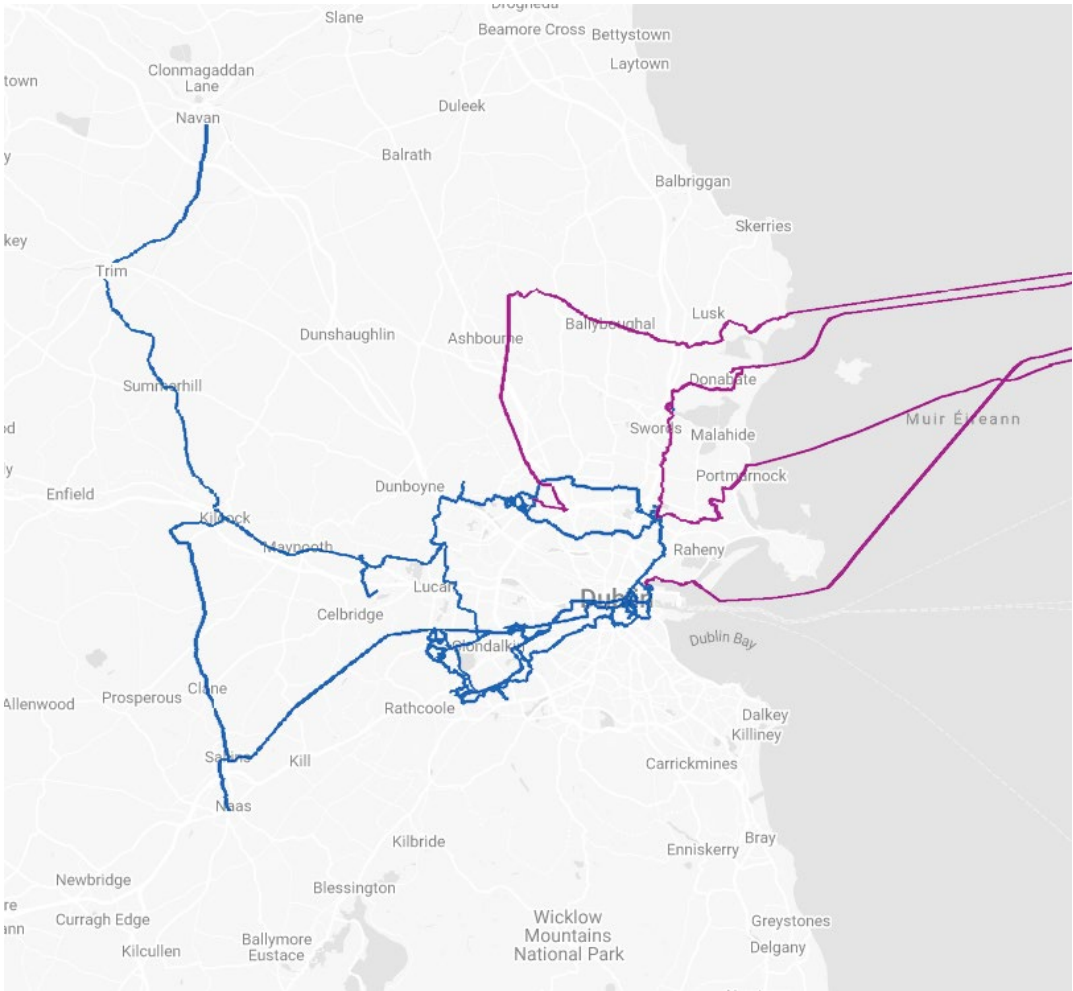 Slane
Beamore Cross
Bettystown
Laytown
Clonmagaddan
Lane
Navan
Duleek
Balrath
Balbriggan
Skerries
Trim
Dunshaughlin
Ashbourne
Ballyboughal
Lusk
Summerhill
Donabate
Swords
Malahide
Muir Éireann
Portmarnock
Enfield
Dunboyne
Kilcock
Maynooth
Raheny
Lucan
Celbridge
Dublin
Clondalkin
Dublin Bay
Prosperous
Clane
Allenwood
Rathcoole
Dalkey
Killiney
Sallins
Kill
Carrickmines
Naas
Kilbride
Enniskerry
Bray
Newbridge
Blessington
Curragh Edge
Wicklow
Mountains
National Park
Greystones
Kilcullen
Ballymore
Eustace
Delgany